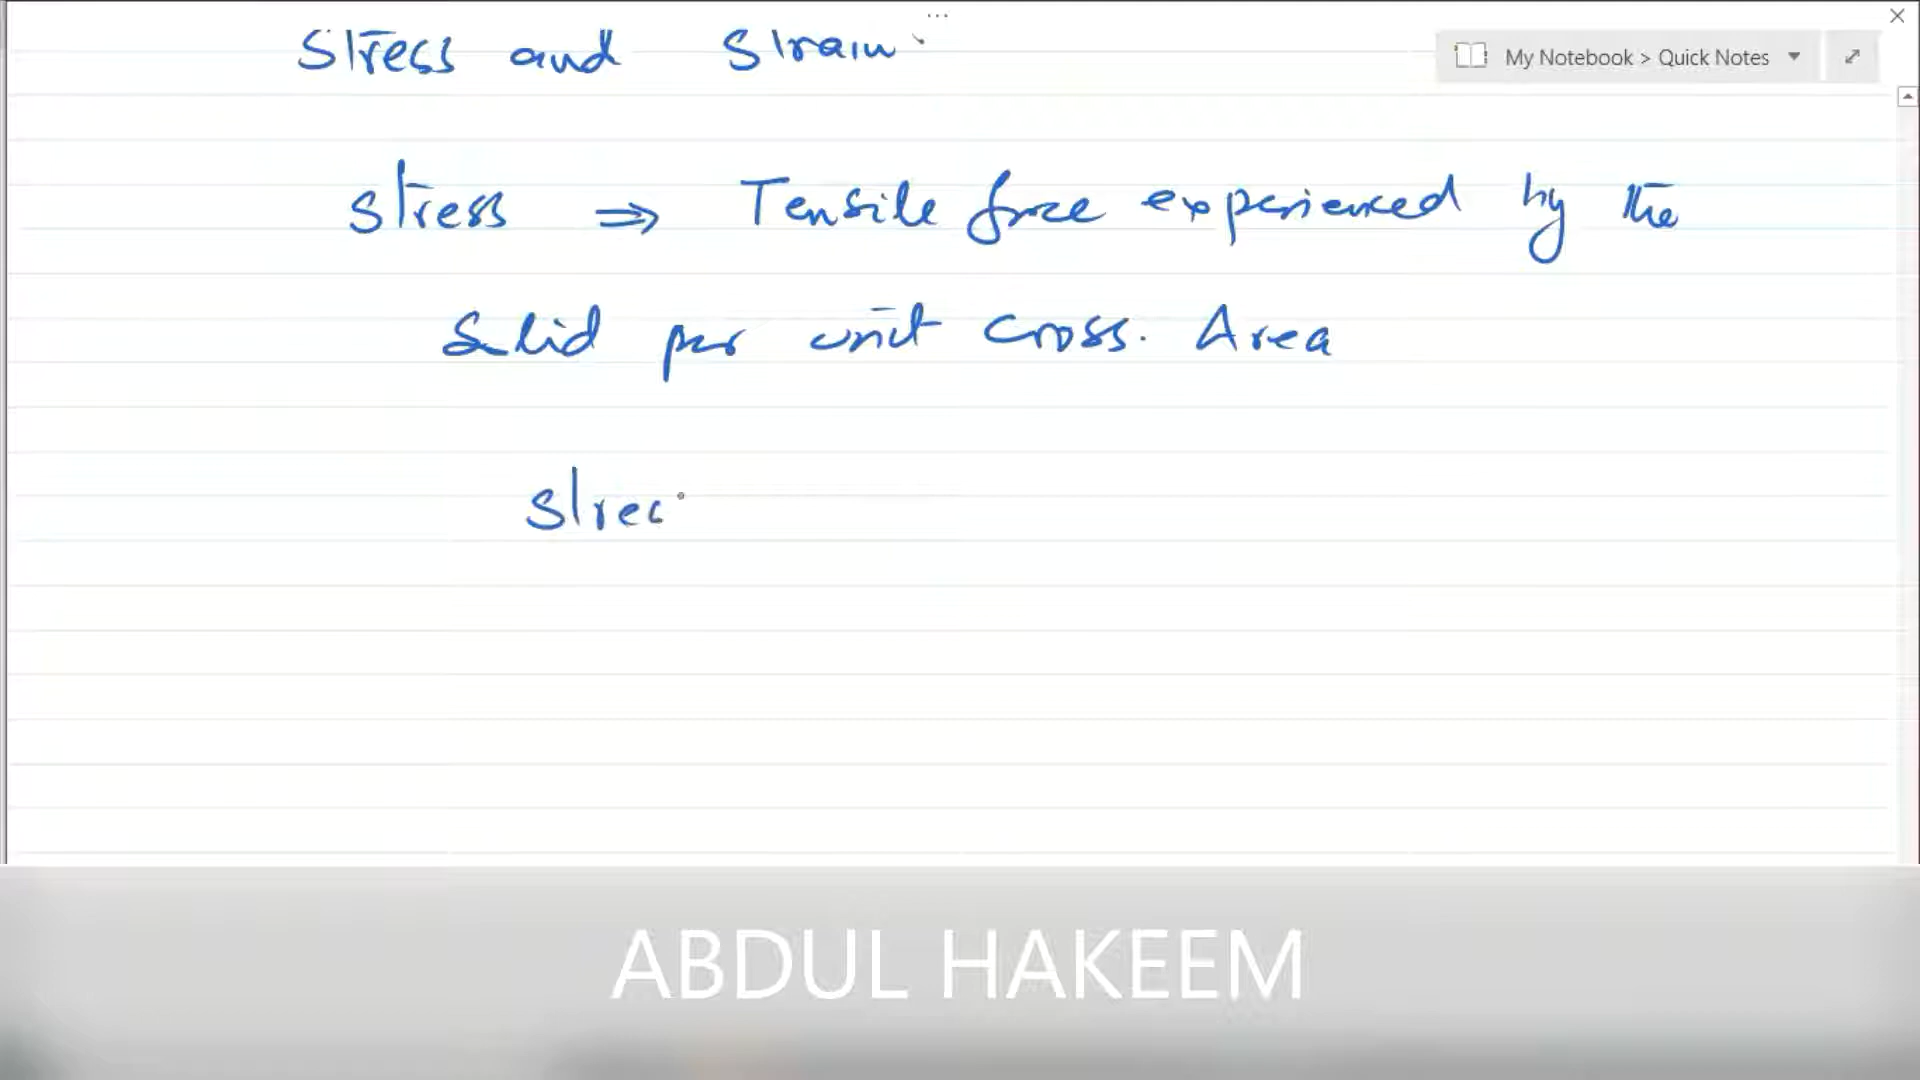 Stress and Strain
My Notebook > Quick Notes
Stress ⇒ Tensile force experienced by the
Solid per unit cross. Area
Stres
ABDUL HAKEEM